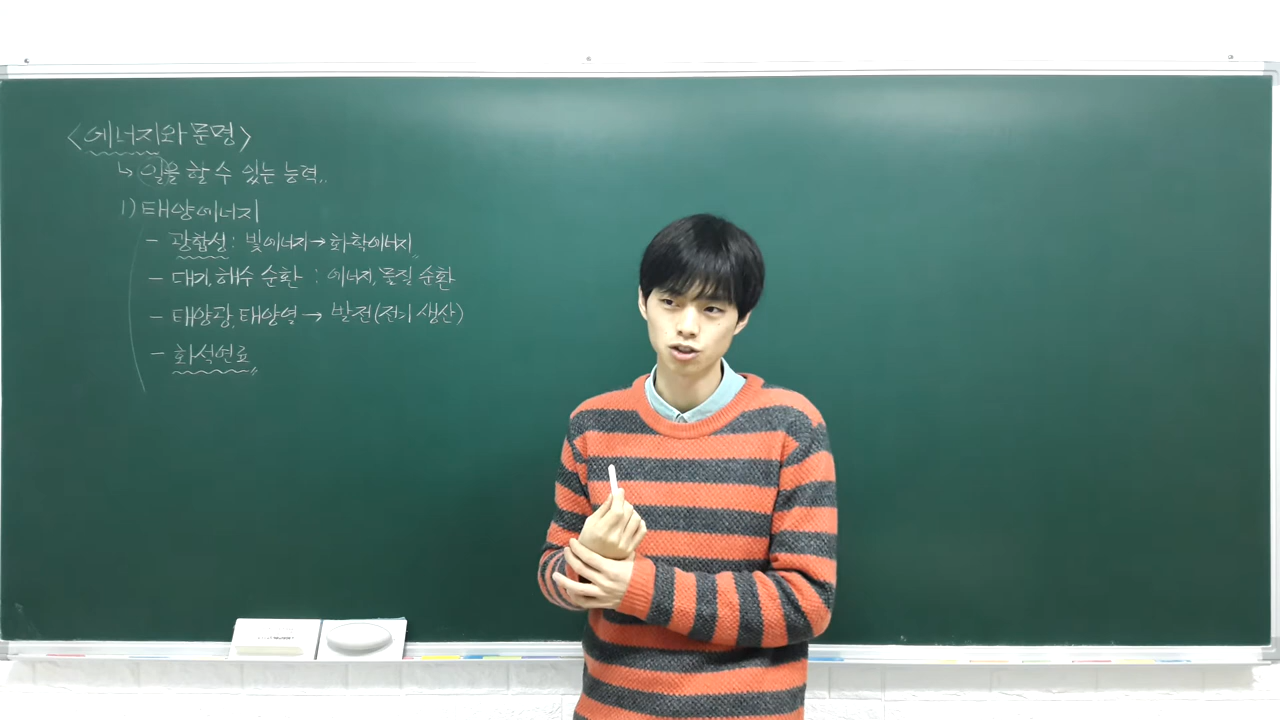 <에너지와 문명>
↳ 일을 할 수 있는 능력..
1) 태양에너지
- 광합성 : 빛에너지 → 화학에너지
- 대기, 해수 순환 : 에너지, 물질 순환
- 태양광, 태양열 → 발전(전기 생산)
- 화석연료